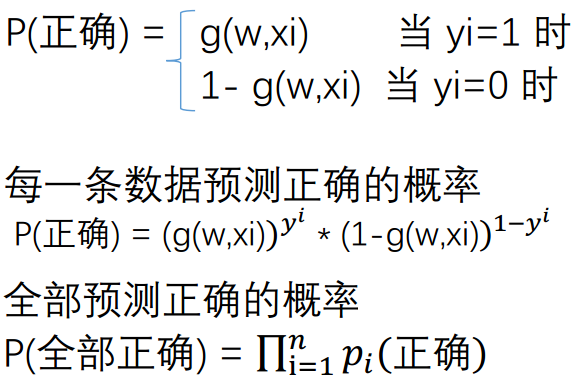 P(正确) = { g(w,xi) 当 yi=1 时
1- g(w,xi) 当 yi=0 时
每一条数据预测正确的概率
P(正确) = (g(w,xi))^{y^i} * (1-g(w,xi))^{1-y^i}
全部预测正确的概率
P(全部正确) = ∏_{i=1}^{n} p_i(正确)